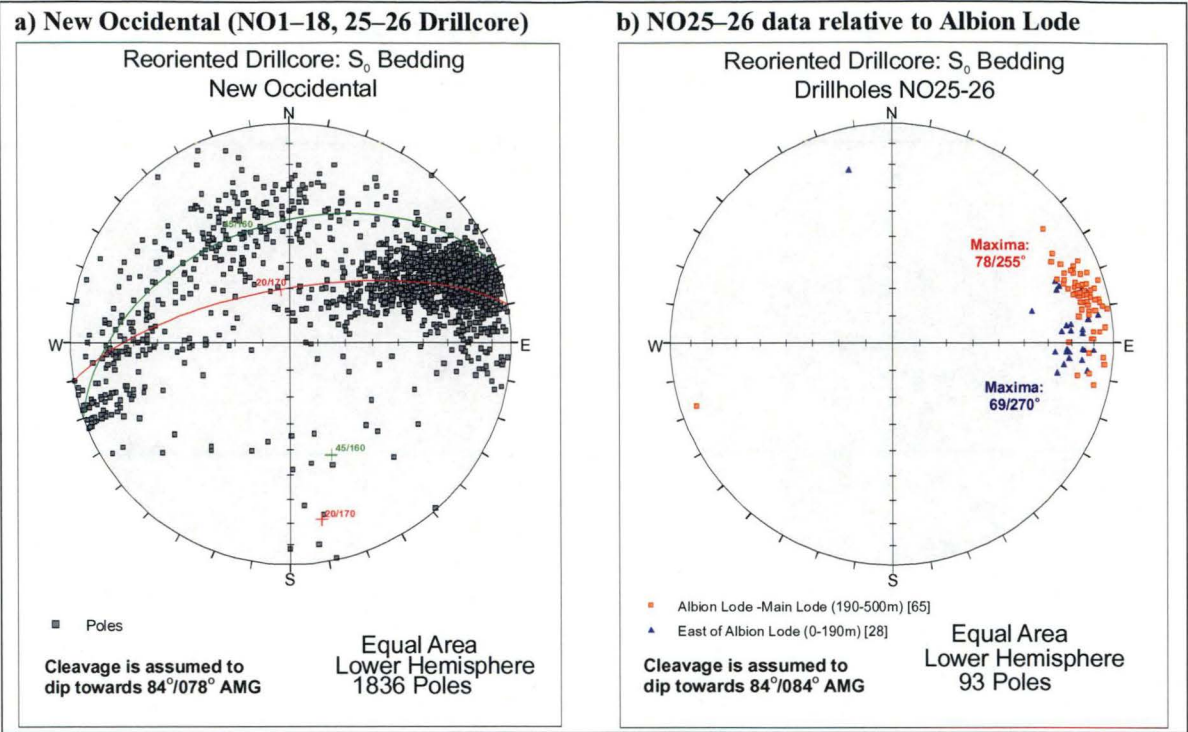 a) New Occidental (NO1–18, 25–26 Drillcore)
Reoriented Drillcore: S₀ Bedding
New Occidental
N
45/160
20/170
W
E
45/160
20/170
S
Poles
Equal Area
Lower Hemisphere
1836 Poles
Cleavage is assumed to
dip towards 84°/078° AMG
b) NO25–26 data relative to Albion Lode
Reoriented Drillcore: S₀ Bedding
Drillholes NO25-26
N
Maxima:
78/255°
W
E
Maxima:
69/270°
S
Albion Lode -Main Lode (190-500m) [65]
East of Albion Lode (0-190m) [28]
Equal Area
Lower Hemisphere
93 Poles
Cleavage is assumed to
dip towards 84°/084° AMG